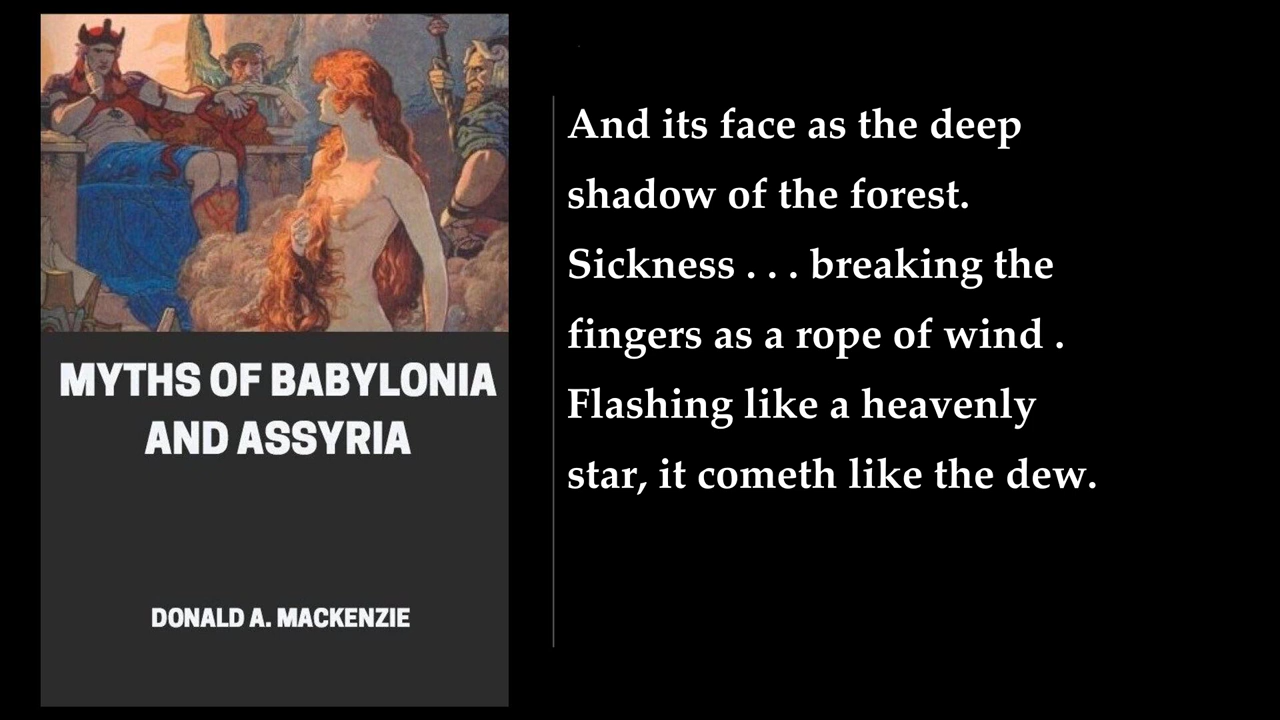 MYTHS OF BABYLONIA
AND ASSYRIA
DONALD A. MACKENZIE
And its face as the deep
shadow of the forest.
Sickness . . . breaking the
fingers as a rope of wind .
Flashing like a heavenly
star, it cometh like the dew.